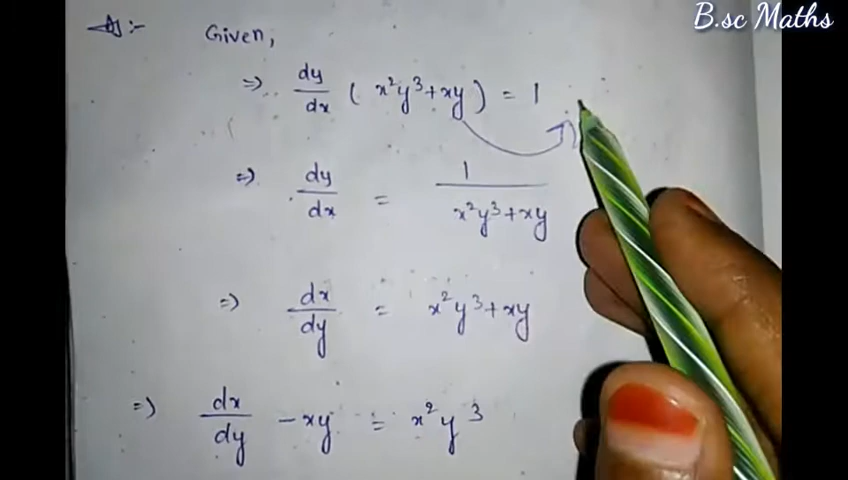 B.sc Maths
Given,
⇒ dy/dx ( x²y³+xy ) = 1
⇒ dy/dx = 1/(x²y³+xy)
⇒ dx/dy = x²y³+xy
⇒ dx/dy - xy = x²y³